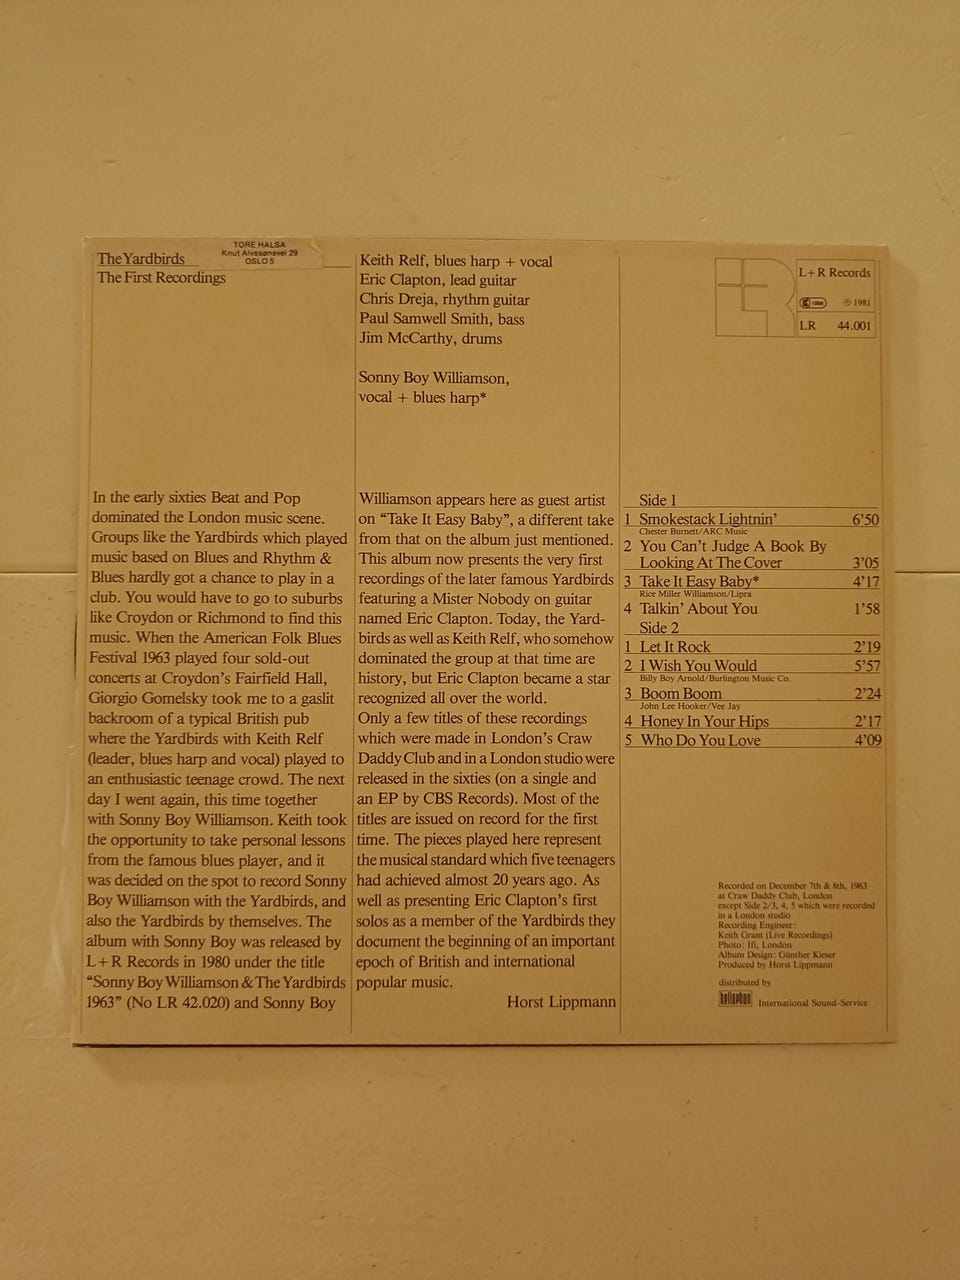 The Yardbirds
The First Recordings
TORE HALSA
Knut Alvssønsvei 29
OSLO 5
Keith Relf, blues harp + vocal
Eric Clapton, lead guitar
Chris Dreja, rhythm guitar
Paul Samwell Smith, bass
Jim McCarthy, drums
Sonny Boy Williamson,
vocal + blues harp*
L+R Records
℗ 1981
LR 44.001
In the early sixties Beat and Pop
dominated the London music scene.
Groups like the Yardbirds which played
music based on Blues and Rhythm &
Blues hardly got a chance to play in a
club. You would have to go to suburbs
like Croydon or Richmond to find this
music. When the American Folk Blues
Festival 1963 played four sold-out
concerts at Croydon's Fairfield Hall,
Giorgio Gomelsky took me to a gaslit
backroom of a typical British pub
where the Yardbirds with Keith Relf
(leader, blues harp and vocal) played to
an enthusiastic teenage crowd. The next
day I went again, this time together
with Sonny Boy Williamson. Keith took
the opportunity to take personal lessons
from the famous blues player, and it
was decided on the spot to record Sonny
Boy Williamson with the Yardbirds, and
also the Yardbirds by themselves. The
album with Sonny Boy was released by
L+R Records in 1980 under the title
“Sonny Boy Williamson & The Yardbirds
1963” (No LR 42.020) and Sonny Boy
Williamson appears here as guest artist
on “Take It Easy Baby”, a different take
from that on the album just mentioned.
This album now presents the very first
recordings of the later famous Yardbirds
featuring a Mister Nobody on guitar
named Eric Clapton. Today, the Yard-
birds as well as Keith Relf, who somehow
dominated the group at that time are
history, but Eric Clapton became a star
recognized all over the world.
Only a few titles of these recordings
which were made in London's Craw
Daddy Club and in a London studio were
released in the sixties (on a single and
an EP by CBS Records). Most of the
titles are issued on record for the first
time. The pieces played here represent
the musical standard which five teenagers
had achieved almost 20 years ago. As
well as presenting Eric Clapton's first
solos as a member of the Yardbirds they
document the beginning of an important
epoch of British and international
popular music.
Horst Lippmann
Side 1
1 Smokestack Lightnin' 6'50
Chester Burnett/ARC Music
2 You Can't Judge A Book By
Looking At The Cover 3'05
3 Take It Easy Baby* 4'17
Rice Miller Williamson/Lipra
4 Talkin' About You 1'58
Side 2
1 Let It Rock 2'19
2 I Wish You Would 5'57
Billy Boy Arnold/Burlington Music Co.
3 Boom Boom 2'24
John Lee Hooker/Vee Jay
4 Honey In Your Hips 2'17
5 Who Do You Love 4'09
Recorded on December 7th & 8th, 1963
at Craw Daddy Club, London
except Side 2/3, 4, 5 which were recorded
in a London studio
Recording Engineer:
Keith Grant (Live Recordings)
Photo: Ifi, London
Album Design: Günther Kieser
Produced by Horst Lippmann
distributed by
bellaphon International Sound-Service